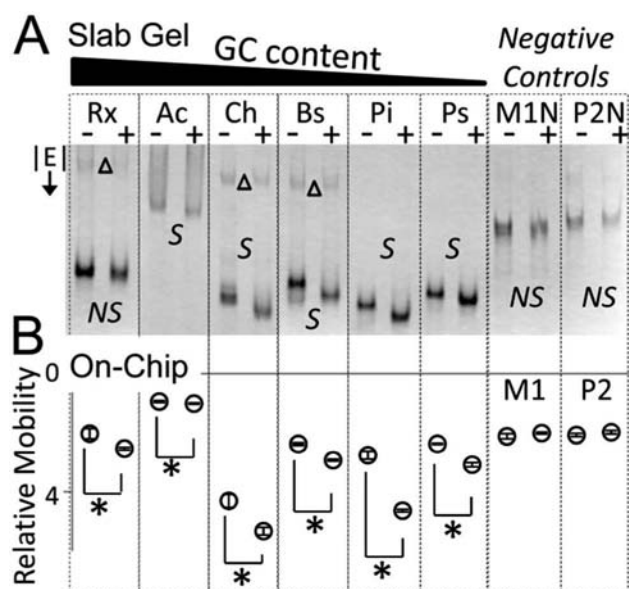 A Slab Gel GC content Negative Controls
Rx Ac Ch Bs Pi Ps M1N P2N
- + - + - + - + - + - + - + - +
|E|
Δ Δ Δ
S S S S
NS S NS NS
B On-Chip
0
M1 P2
Relative Mobility
4
* * * * * *